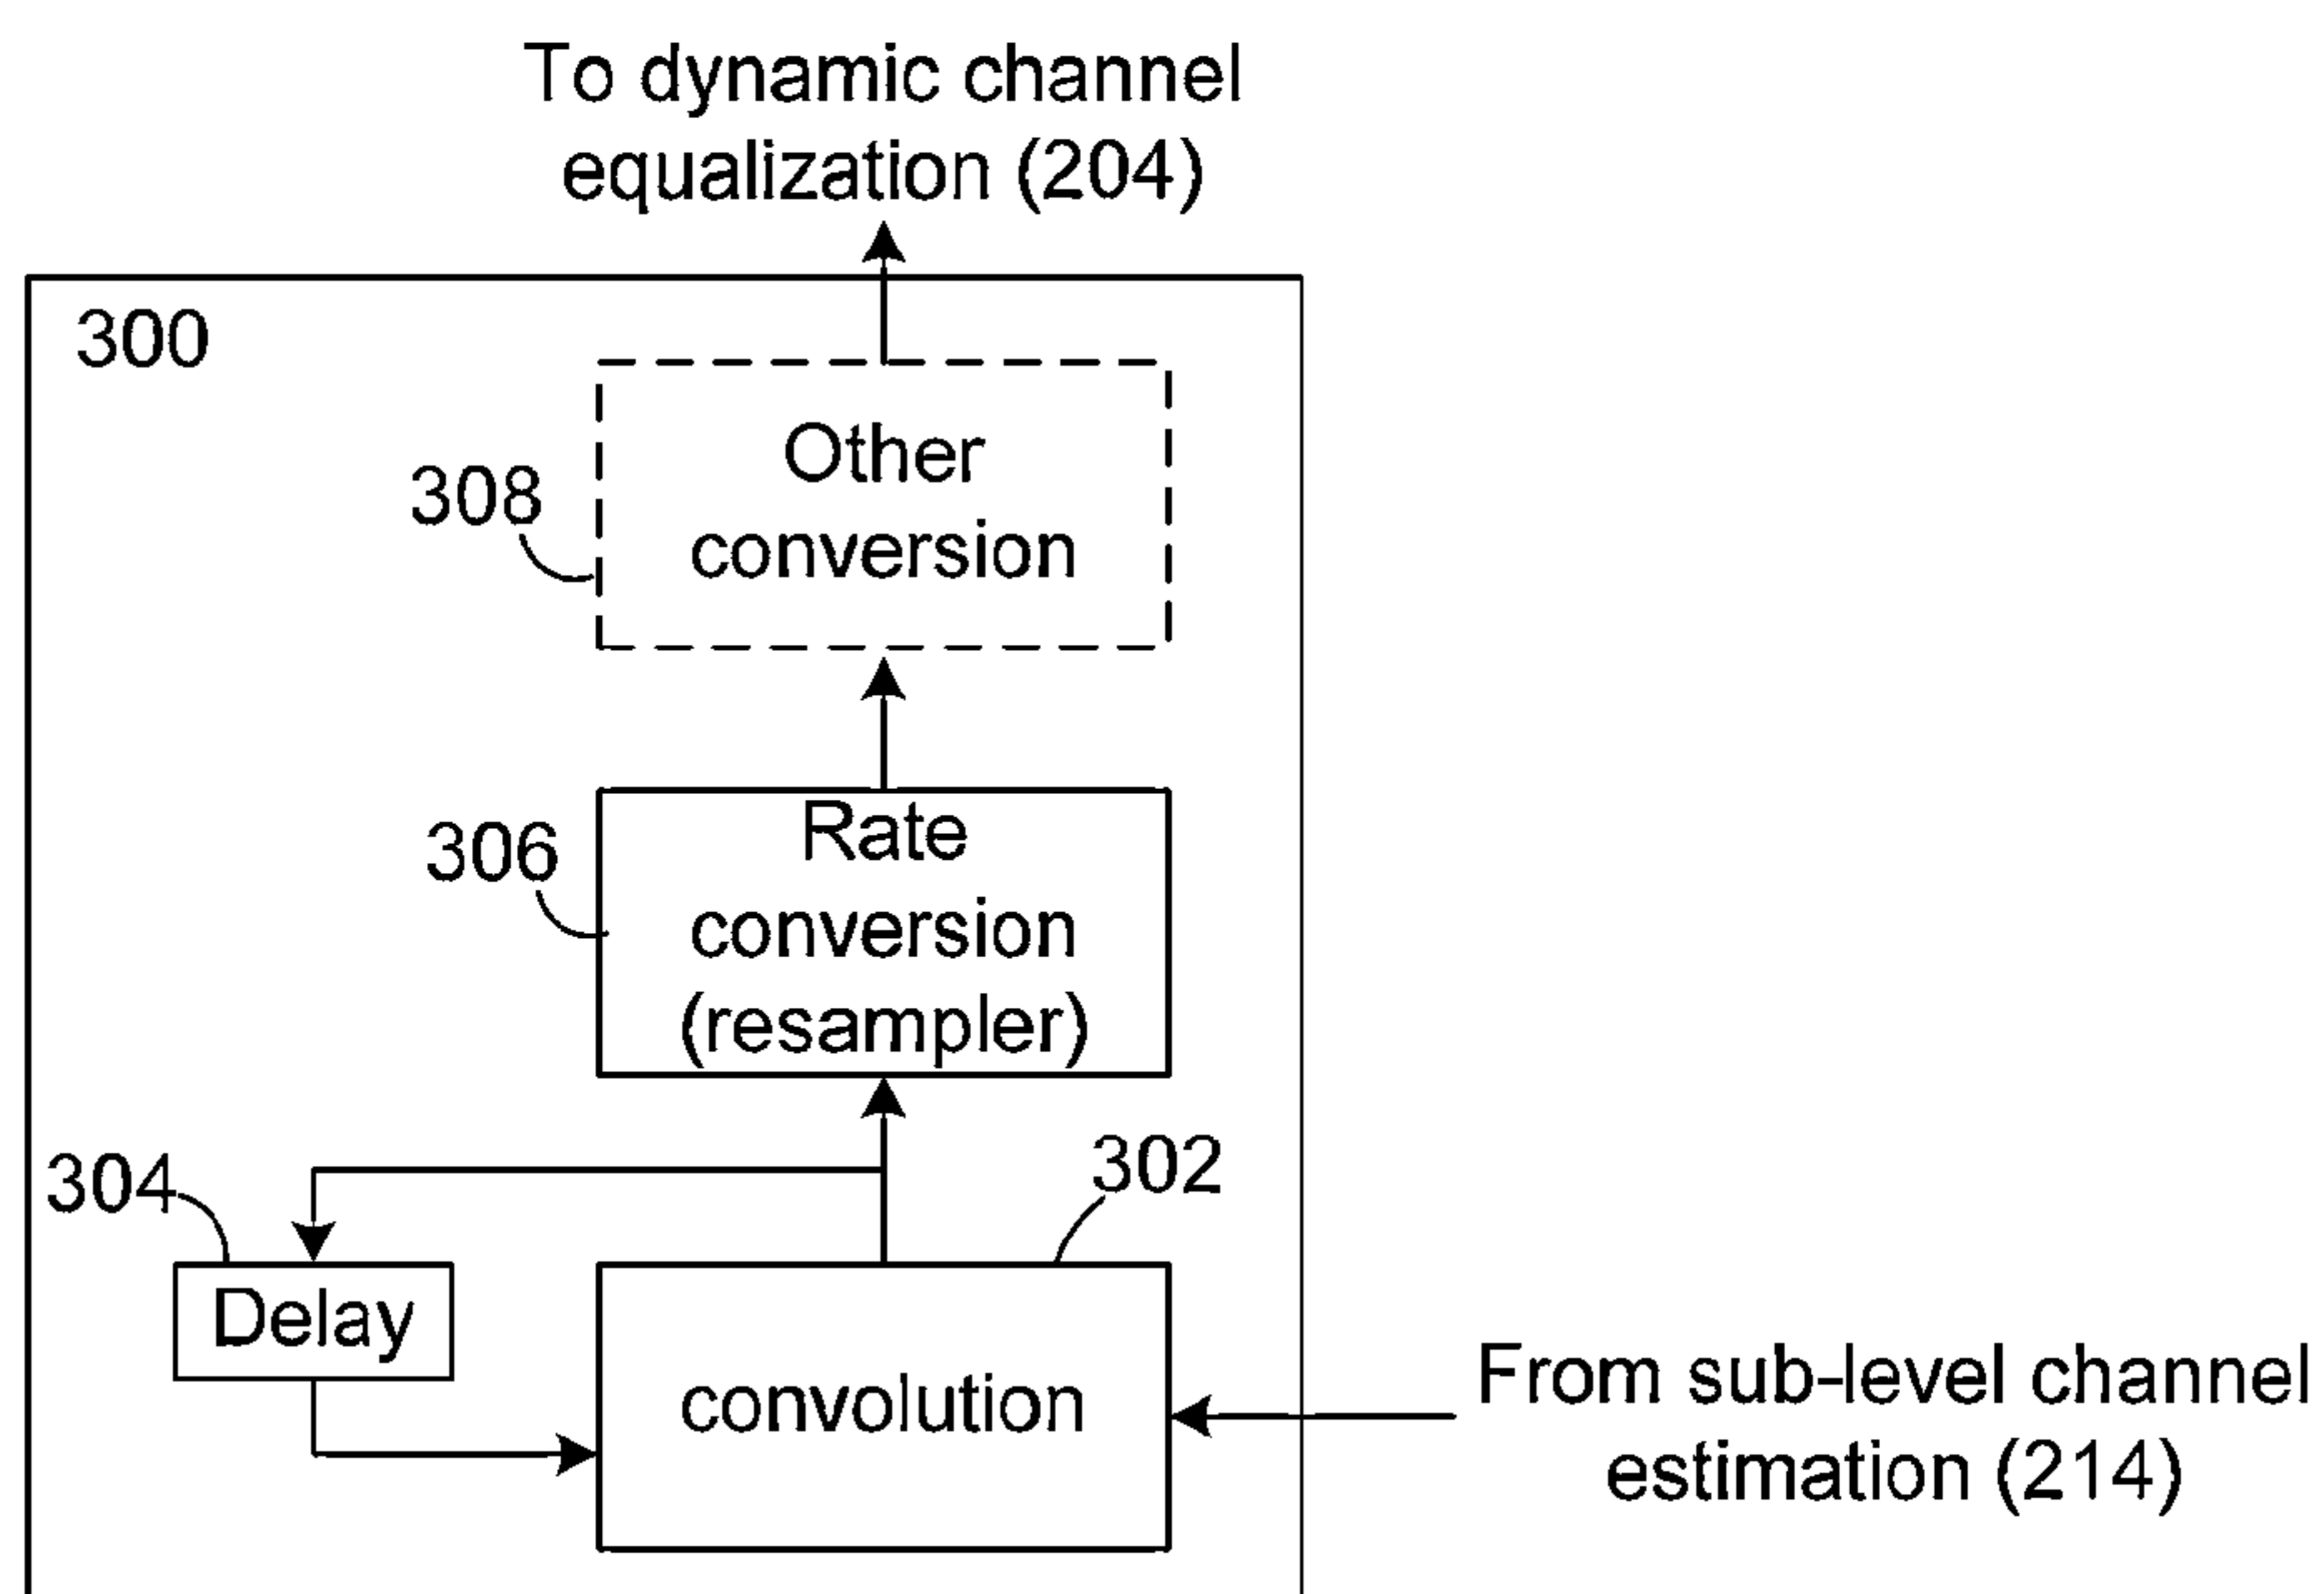 To dynamic channel
equalization (204)
300
Other
conversion
308
Rate
conversion
(resampler)
306
304
302
Delay
convolution
From sub-level channel
estimation (214)